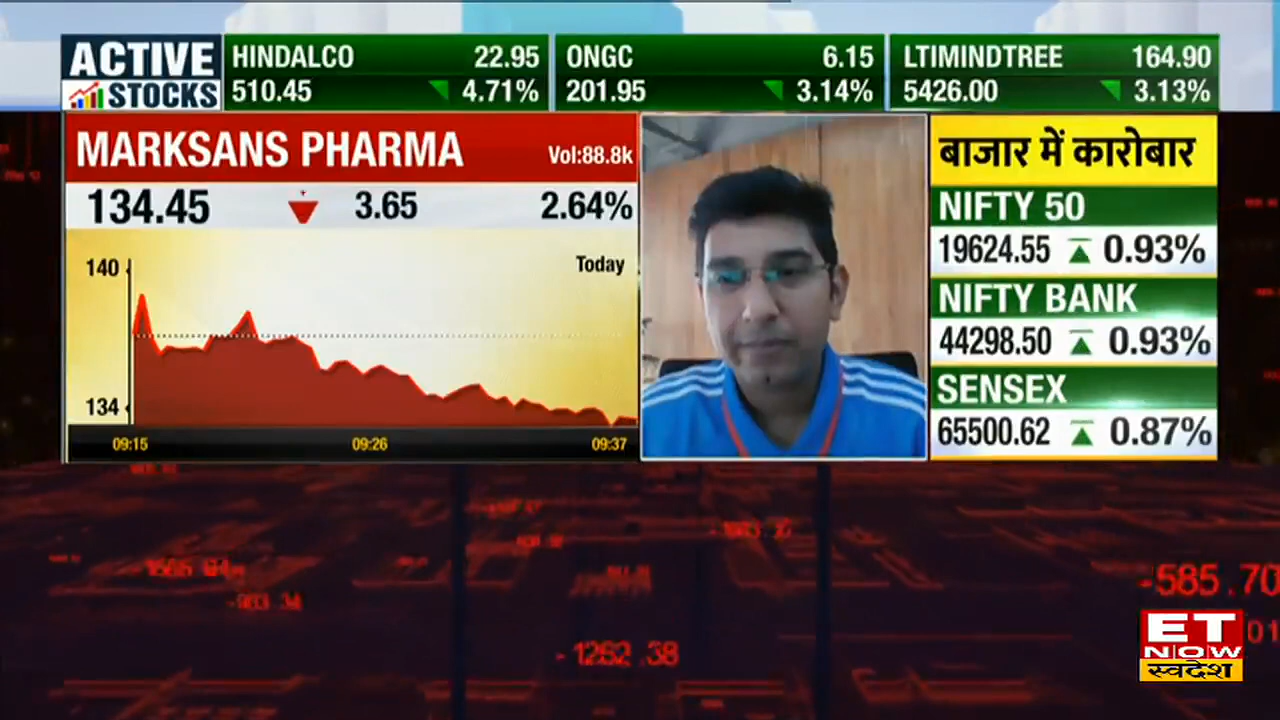 ACTIVE
STOCKS
HINDALCO 22.95
510.45 4.71%
ONGC 6.15
201.95 3.14%
LTIMINDTREE 164.90
5426.00 3.13%
MARKSANS PHARMA Vol:88.8k
134.45 3.65 2.64%
Today
140
134
09:15 09:26 09:37
बाजार में कारोबार
NIFTY 50
19624.55 0.93%
NIFTY BANK
44298.50 0.93%
SENSEX
65500.62 0.87%
-585.70
-1262.38
ET
NOW
स्वदेश